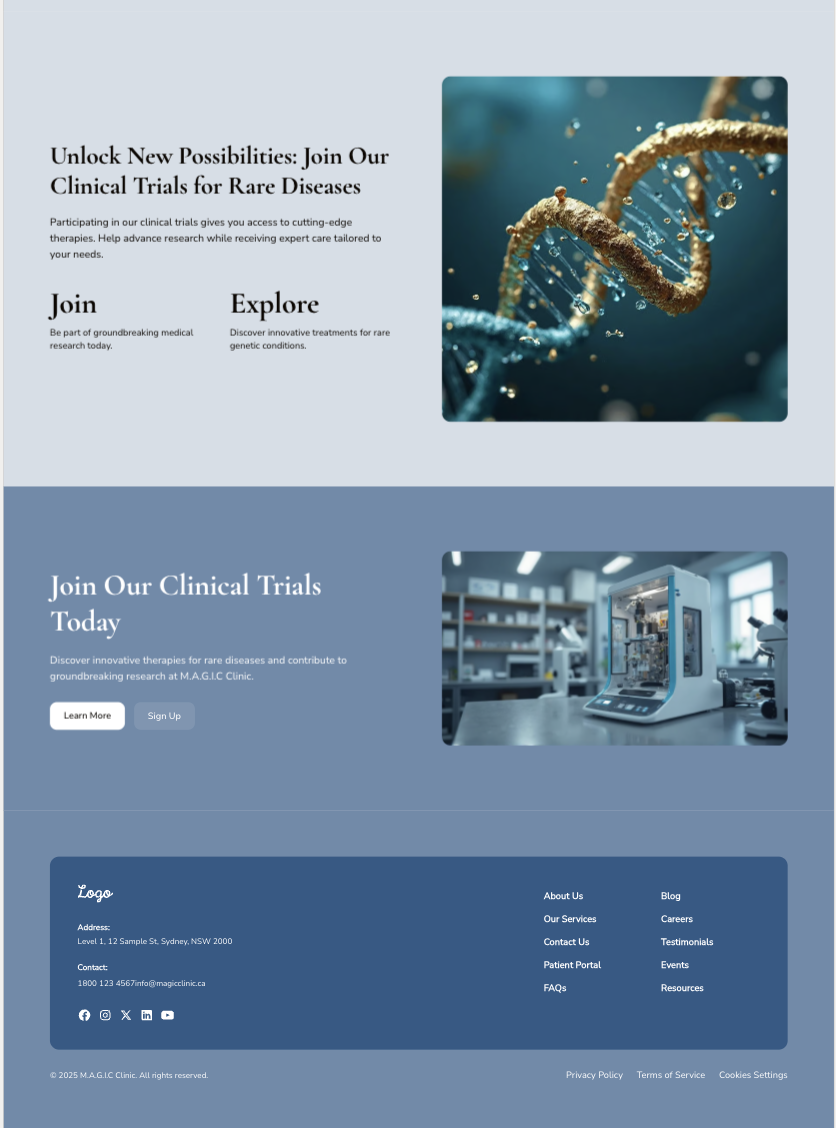 Unlock New Possibilities: Join Our
Clinical Trials for Rare Diseases
Participating in our clinical trials gives you access to cutting-edge
therapies. Help advance research while receiving expert care tailored to
your needs.
Join
Be part of groundbreaking medical
research today.
Explore
Discover innovative treatments for rare
genetic conditions.
Join Our Clinical Trials
Today
Discover innovative therapies for rare diseases and contribute to
groundbreaking research at M.A.G.I.C Clinic.
Learn More
Sign Up
Logo
Address:
Level 1, 12 Sample St, Sydney, NSW 2000
Contact:
1800 123 4567info@magicclinic.ca
About Us
Our Services
Contact Us
Patient Portal
FAQs
Blog
Careers
Testimonials
Events
Resources
© 2025 M.A.G.I.C Clinic. All rights reserved.
Privacy Policy
Terms of Service
Cookies Settings